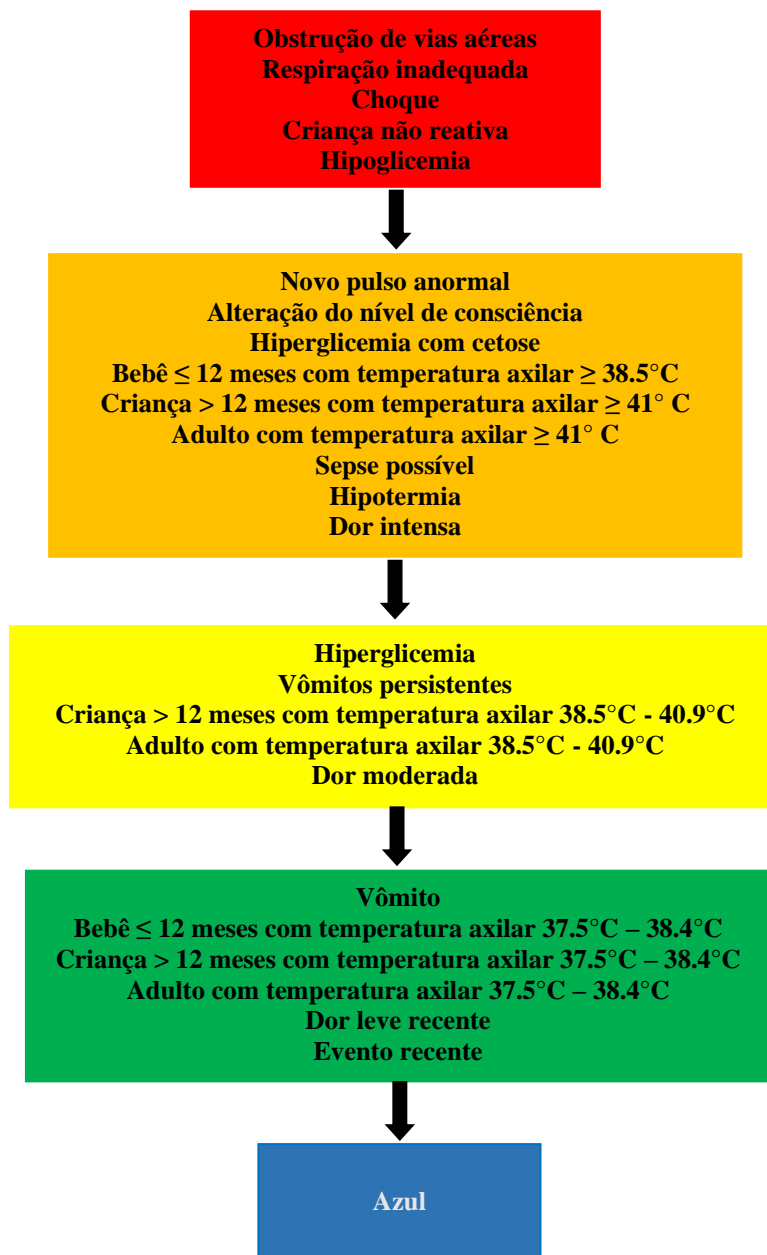 Obstrução de vias aéreas
Respiração inadequada
Choque
Criança não reativa
Hipoglicemia
Novo pulso anormal
Alteração do nível de consciência
Hiperglicemia com cetose
Bebê ≤ 12 meses com temperatura axilar ≥ 38.5°C
Criança > 12 meses com temperatura axilar ≥ 41° C
Adulto com temperatura axilar ≥ 41° C
Sepse possível
Hipotermia
Dor intensa
Hiperglicemia
Vômitos persistentes
Criança > 12 meses com temperatura axilar 38.5°C - 40.9°C
Adulto com temperatura axilar 38.5°C - 40.9°C
Dor moderada
Vômito
Bebê ≤ 12 meses com temperatura axilar 37.5°C – 38.4°C
Criança > 12 meses com temperatura axilar 37.5°C – 38.4°C
Adulto com temperatura axilar 37.5°C – 38.4°C
Dor leve recente
Evento recente
Azul